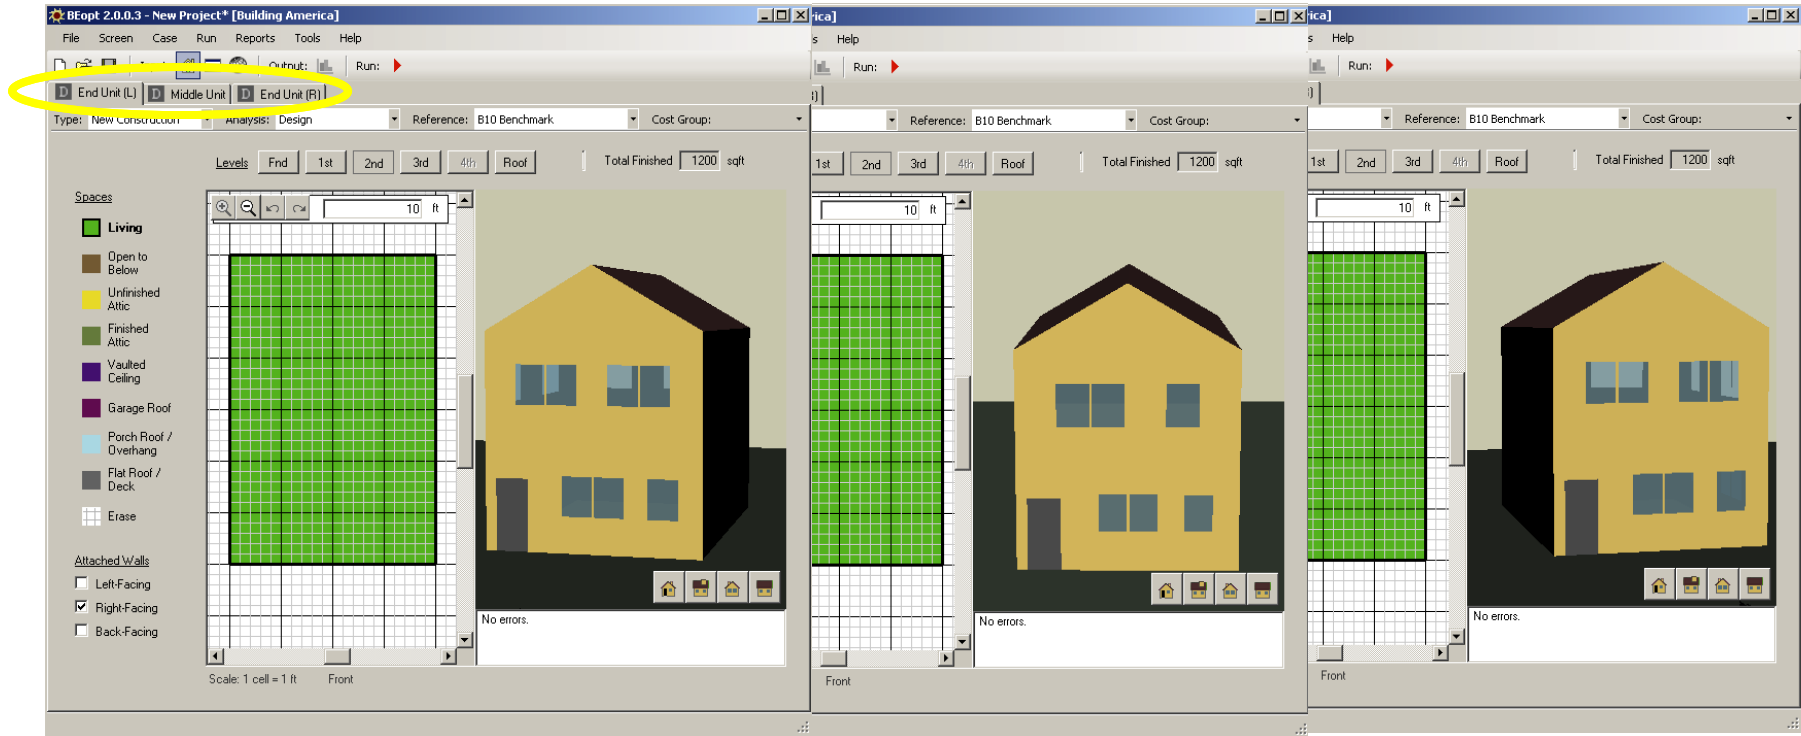 BEopt 2.0.0.3 - New Project* [Building America]
File Screen Case Run Reports Tools Help
Output: Run:
D End Unit (L) D Middle Unit D End Unit (R)
Type: New Construction Analysis: Design Reference: B10 Benchmark Cost Group:
Levels Fnd 1st 2nd 3rd 4th Roof Total Finished 1200 sqft
Spaces
10 ft
Living
Open to
Below
Unfinished
Attic
Finished
Attic
Vaulted
Ceiling
Garage Roof
Porch Roof /
Overhang
Flat Roof /
Deck
Erase
Attached Walls
Left-Facing
Right-Facing
Back-Facing
No errors.
Scale: 1 cell = 1 ft Front
rica]
s Help
Run:
Reference: B10 Benchmark Cost Group:
1st 2nd 3rd 4th Roof Total Finished 1200 sqft
10 ft
No errors.
Front
ica]
s Help
Run:
Reference: B10 Benchmark Cost Group:
1st 2nd 3rd 4th Roof Total Finished 1200 sqft
10 ft
No errors.
Front